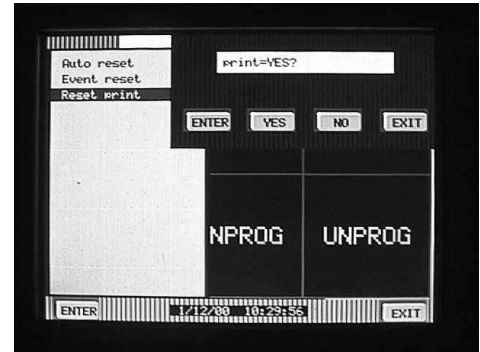 Auto reset
Event reset
Reset print
print=YES?
ENTER YES NO EXIT
NPROG UNPROG
ENTER 1/12/00 10:29:56 EXIT